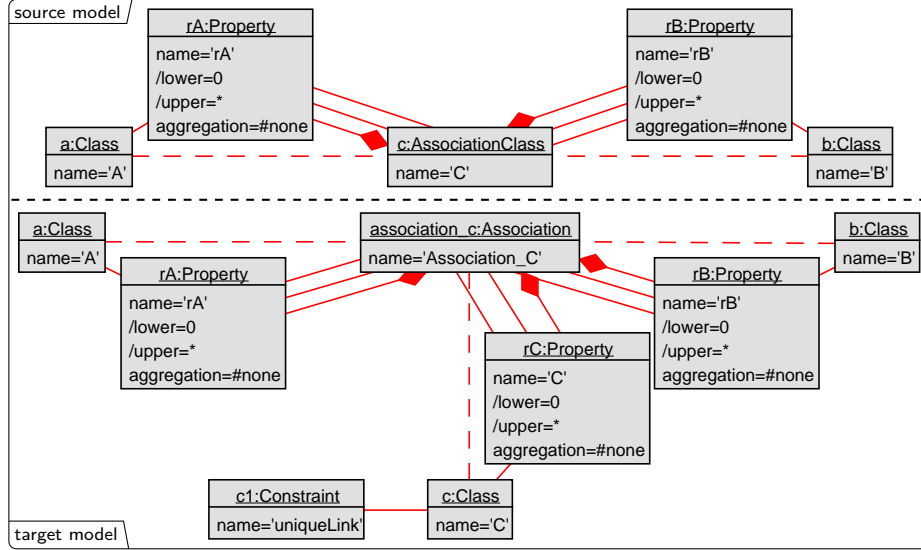 source model
rA:Property
name='rA'
/lower=0
/upper=*
aggregation=#none
rB:Property
name='rB'
/lower=0
/upper=*
aggregation=#none
a:Class
name='A'
c:AssociationClass
name='C'
b:Class
name='B'
a:Class
name='A'
association_c:Association
name='Association_C'
b:Class
name='B'
rA:Property
name='rA'
/lower=0
/upper=*
aggregation=#none
rB:Property
name='rB'
/lower=0
/upper=*
aggregation=#none
rC:Property
name='C'
/lower=0
/upper=*
aggregation=#none
c1:Constraint
name='uniqueLink'
c:Class
name='C'
target model